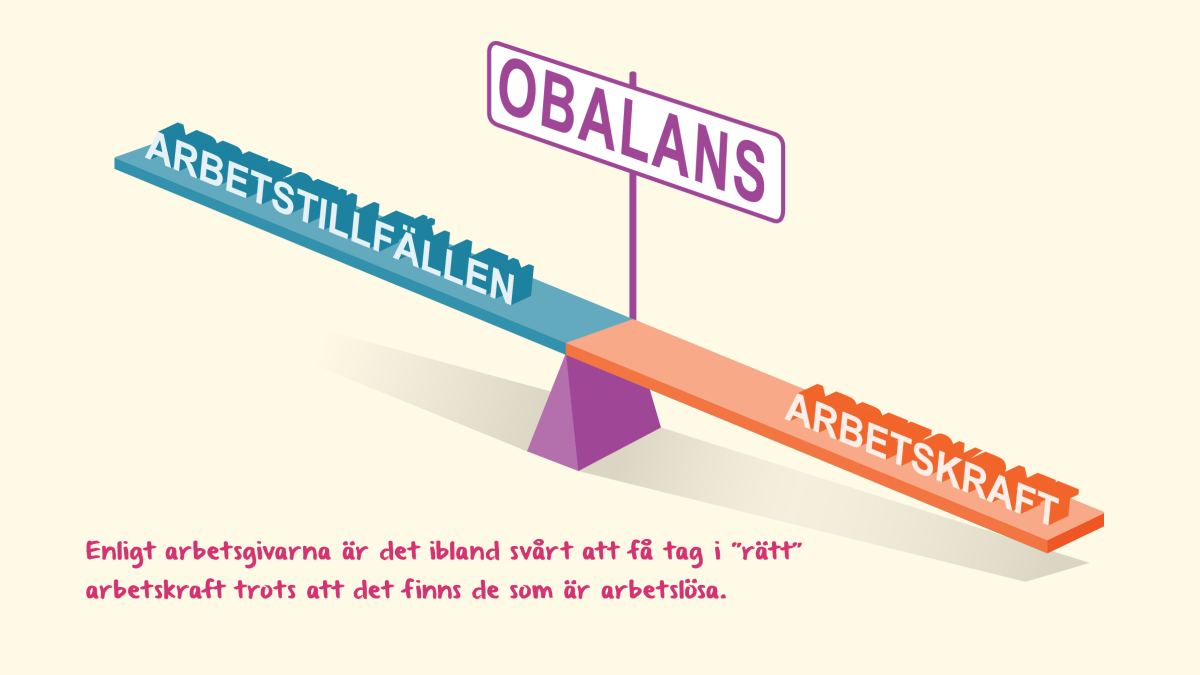 OBALANS
ARBETSTILLFÄLLEN
ARBETSKRAFT
Enligt arbetsgivarna är det ibland svårt att få tag i ”rätt”
arbetskraft trots att det finns de som är arbetslösa.